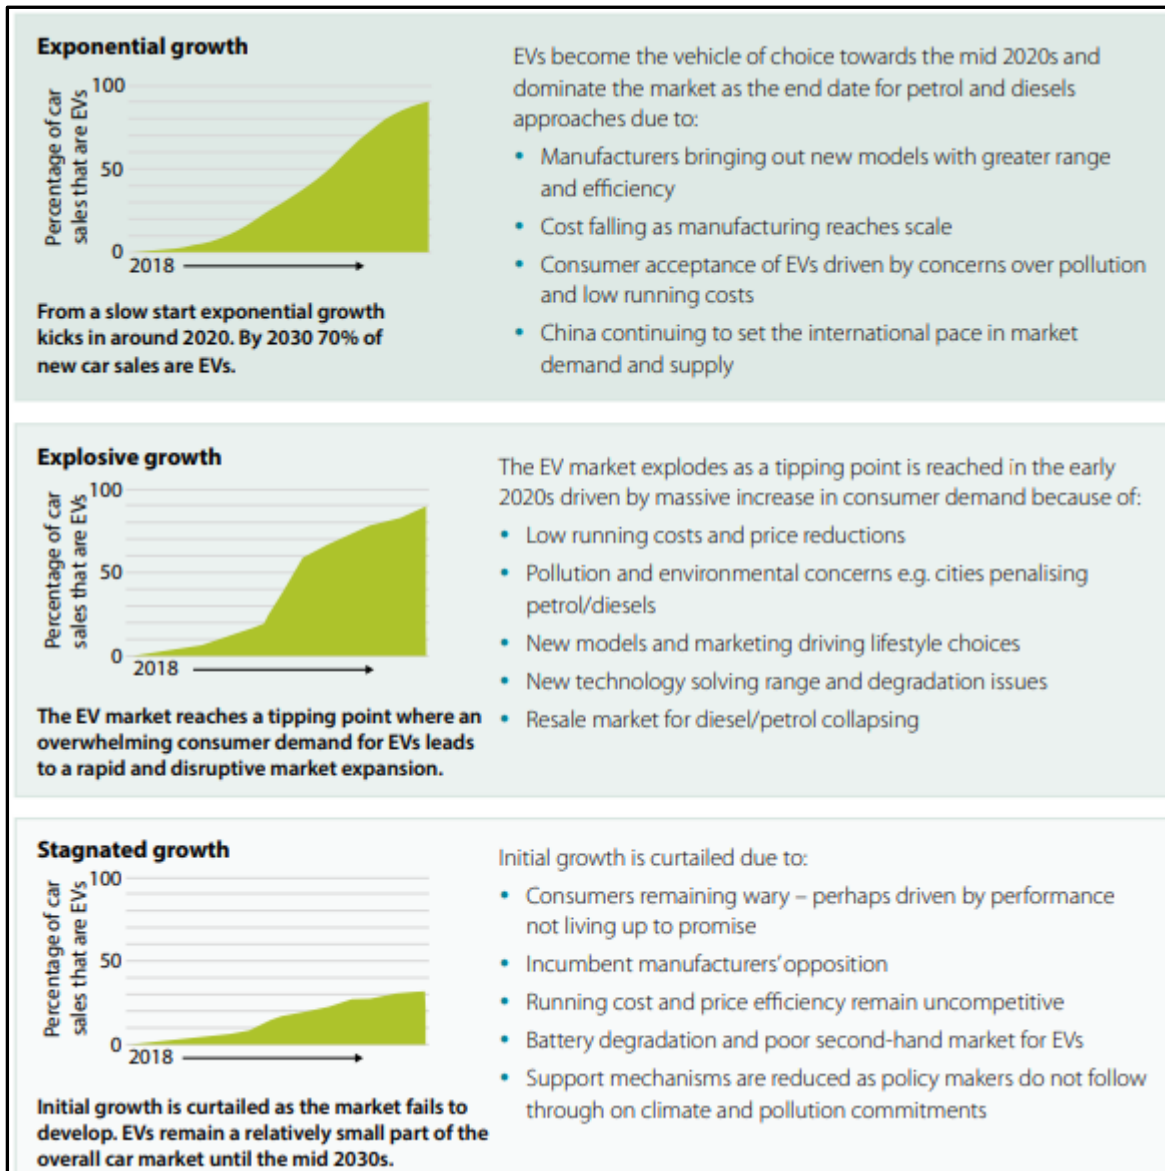 Exponential growth
Percentage of car
sales that are EVs
100
50
0
2018
From a slow start exponential growth
kicks in around 2020. By 2030 70% of
new car sales are EVs.
EVs become the vehicle of choice towards the mid 2020s and
dominate the market as the end date for petrol and diesels
approaches due to:
• Manufacturers bringing out new models with greater range
and efficiency
• Cost falling as manufacturing reaches scale
• Consumer acceptance of EVs driven by concerns over pollution
and low running costs
• China continuing to set the international pace in market
demand and supply
Explosive growth
Percentage of car
sales that are EVs
100
50
0
2018
The EV market reaches a tipping point where an
overwhelming consumer demand for EVs leads
to a rapid and disruptive market expansion.
The EV market explodes as a tipping point is reached in the early
2020s driven by massive increase in consumer demand because of:
• Low running costs and price reductions
• Pollution and environmental concerns e.g. cities penalising
petrol/diesels
• New models and marketing driving lifestyle choices
• New technology solving range and degradation issues
• Resale market for diesel/petrol collapsing
Stagnated growth
Percentage of car
sales that are EVs
100
50
0
2018
Initial growth is curtailed as the market fails to
develop. EVs remain a relatively small part of the
overall car market until the mid 2030s.
Initial growth is curtailed due to:
• Consumers remaining wary – perhaps driven by performance
not living up to promise
• Incumbent manufacturers' opposition
• Running cost and price efficiency remain uncompetitive
• Battery degradation and poor second-hand market for EVs
• Support mechanisms are reduced as policy makers do not follow
through on climate and pollution commitments